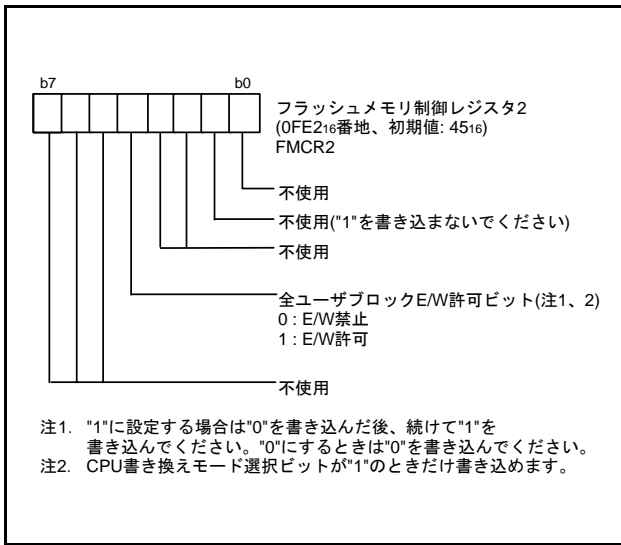 b7 b0
フラッシュメモリ制御レジスタ2
(0FE216番地、初期値: 4516)
FMCR2
不使用
不使用("1"を書き込まないでください)
不使用
全ユーザブロックE/W許可ビット(注1、2)
0 : E/W禁止
1 : E/W許可
不使用
注1. "1"に設定する場合は"0"を書き込んだ後、続けて"1"を
書き込んでください。"0"にするときは"0"を書き込んでください。
注2. CPU書き換えモード選択ビットが"1"のときだけ書き込めます。